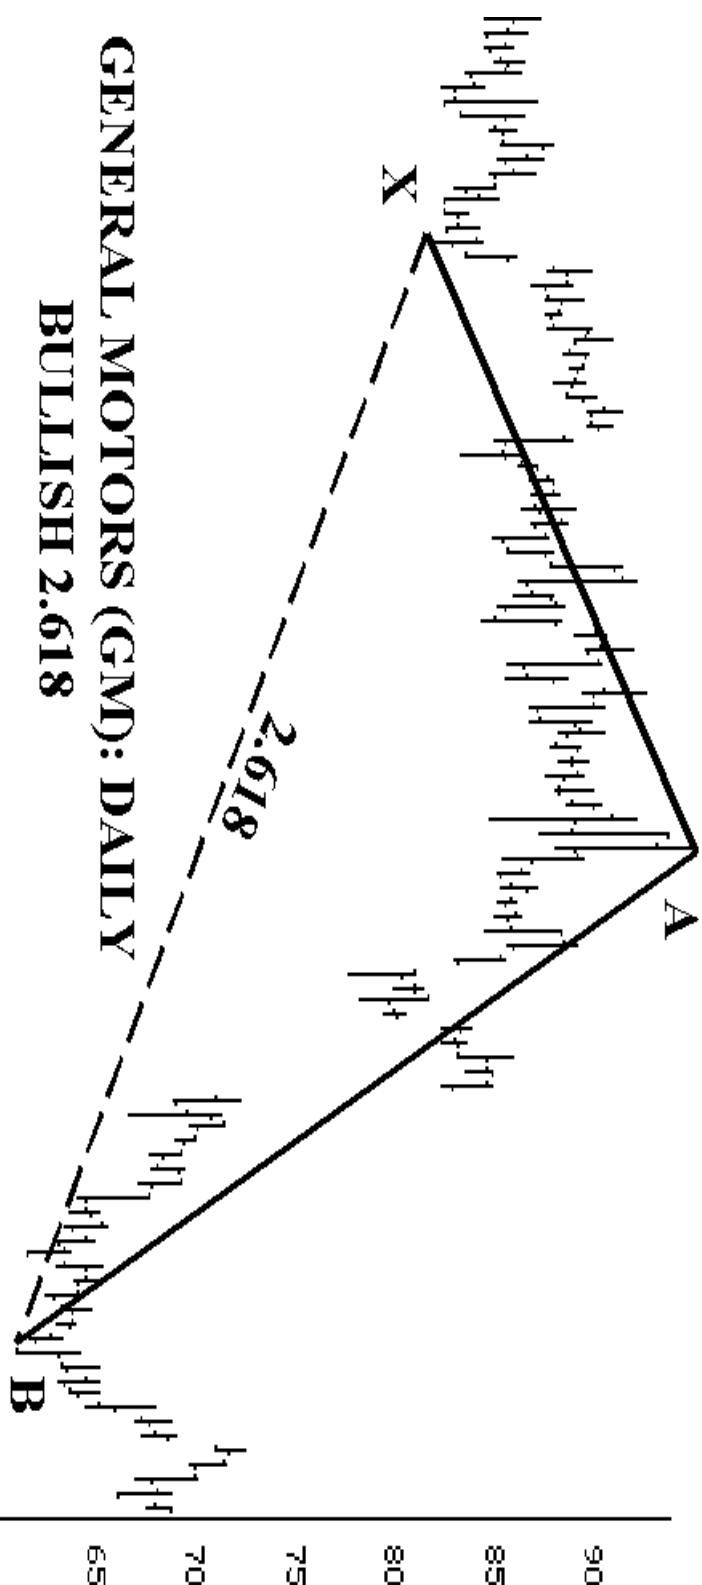 90
85
80
75
70
65
A
X
2.618
B
GENERAL MOTORS (GM): DAILY
BULLISH 2.618